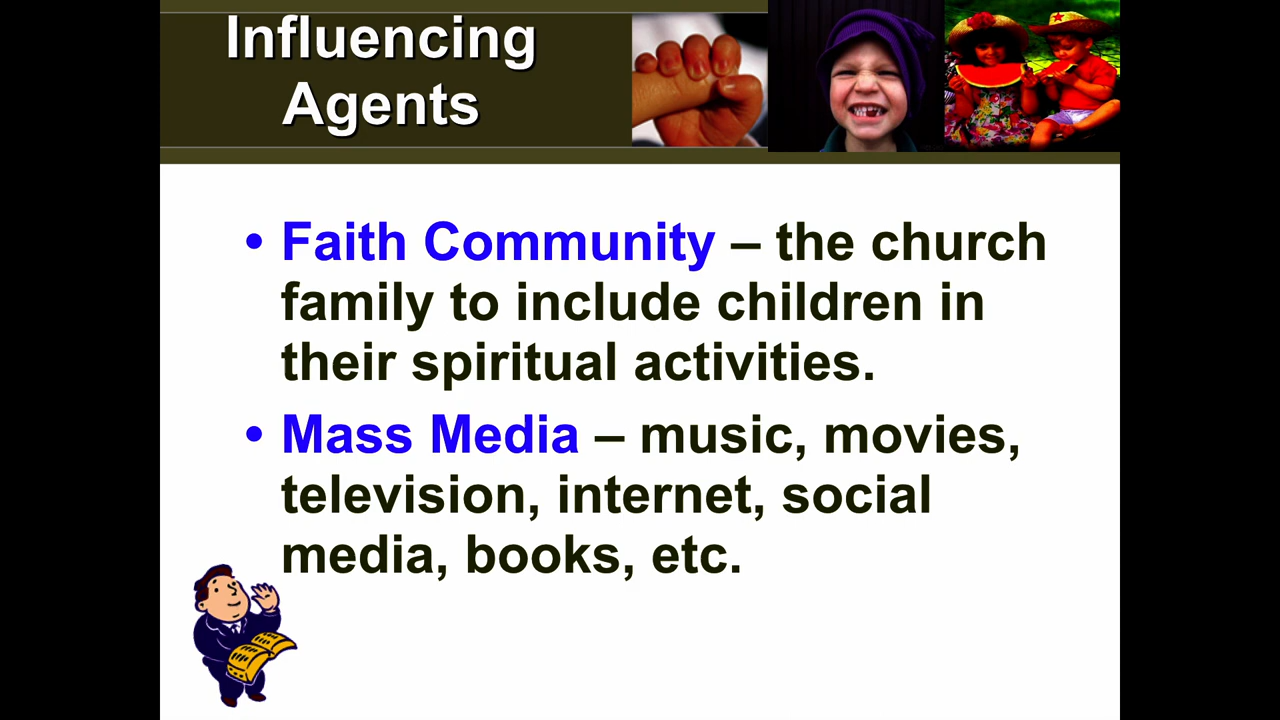 Influencing
Agents
• Faith Community – the church
family to include children in
their spiritual activities.
• Mass Media – music, movies,
television, internet, social
media, books, etc.